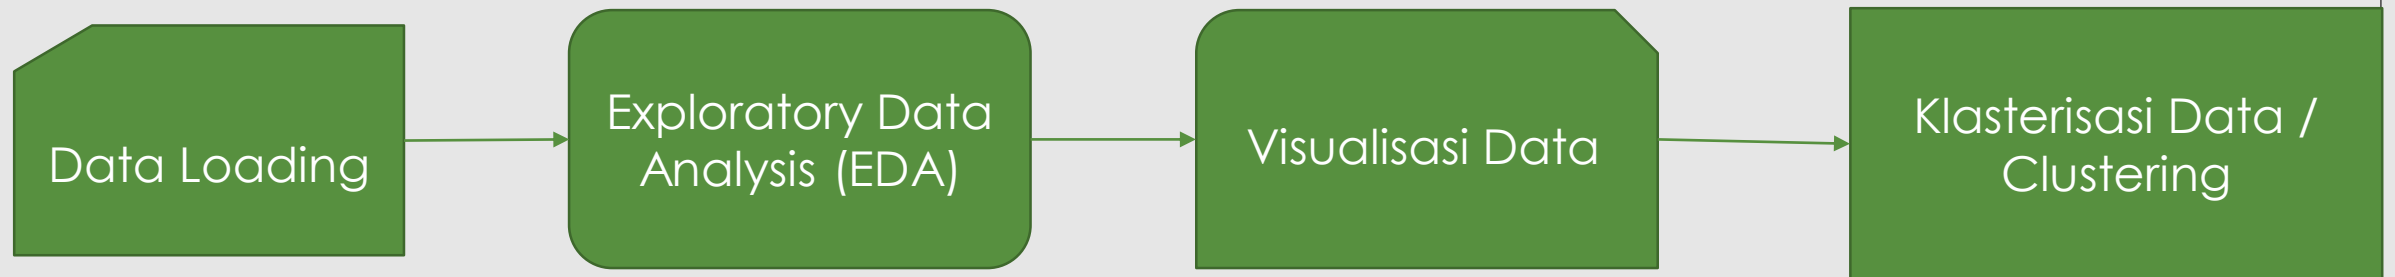 Data Loading
Exploratory Data
Analysis (EDA)
Visualisasi Data
Klasterisasi Data /
Clustering